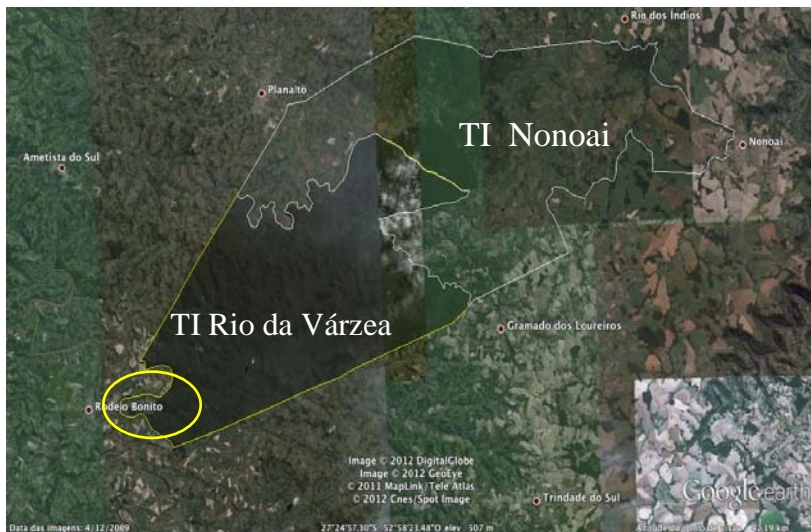 Rio dos Índios
Planalto
TI Nonoai
Nonoai
Ametista do Sul
TI Rio da Várzea
Gramado dos Loureiros
Rodeio Bonito
Image © 2012 DigitalGlobe
Image © 2012 GeoEye
© 2011 MapLink/Tele Atlas
© 2012 Cnes/Spot Image
Trindade do Sul
Google earth
Data das imagens: 4/12/2009
27°24'57.30"S 52°58'23.48"O elev 507 m